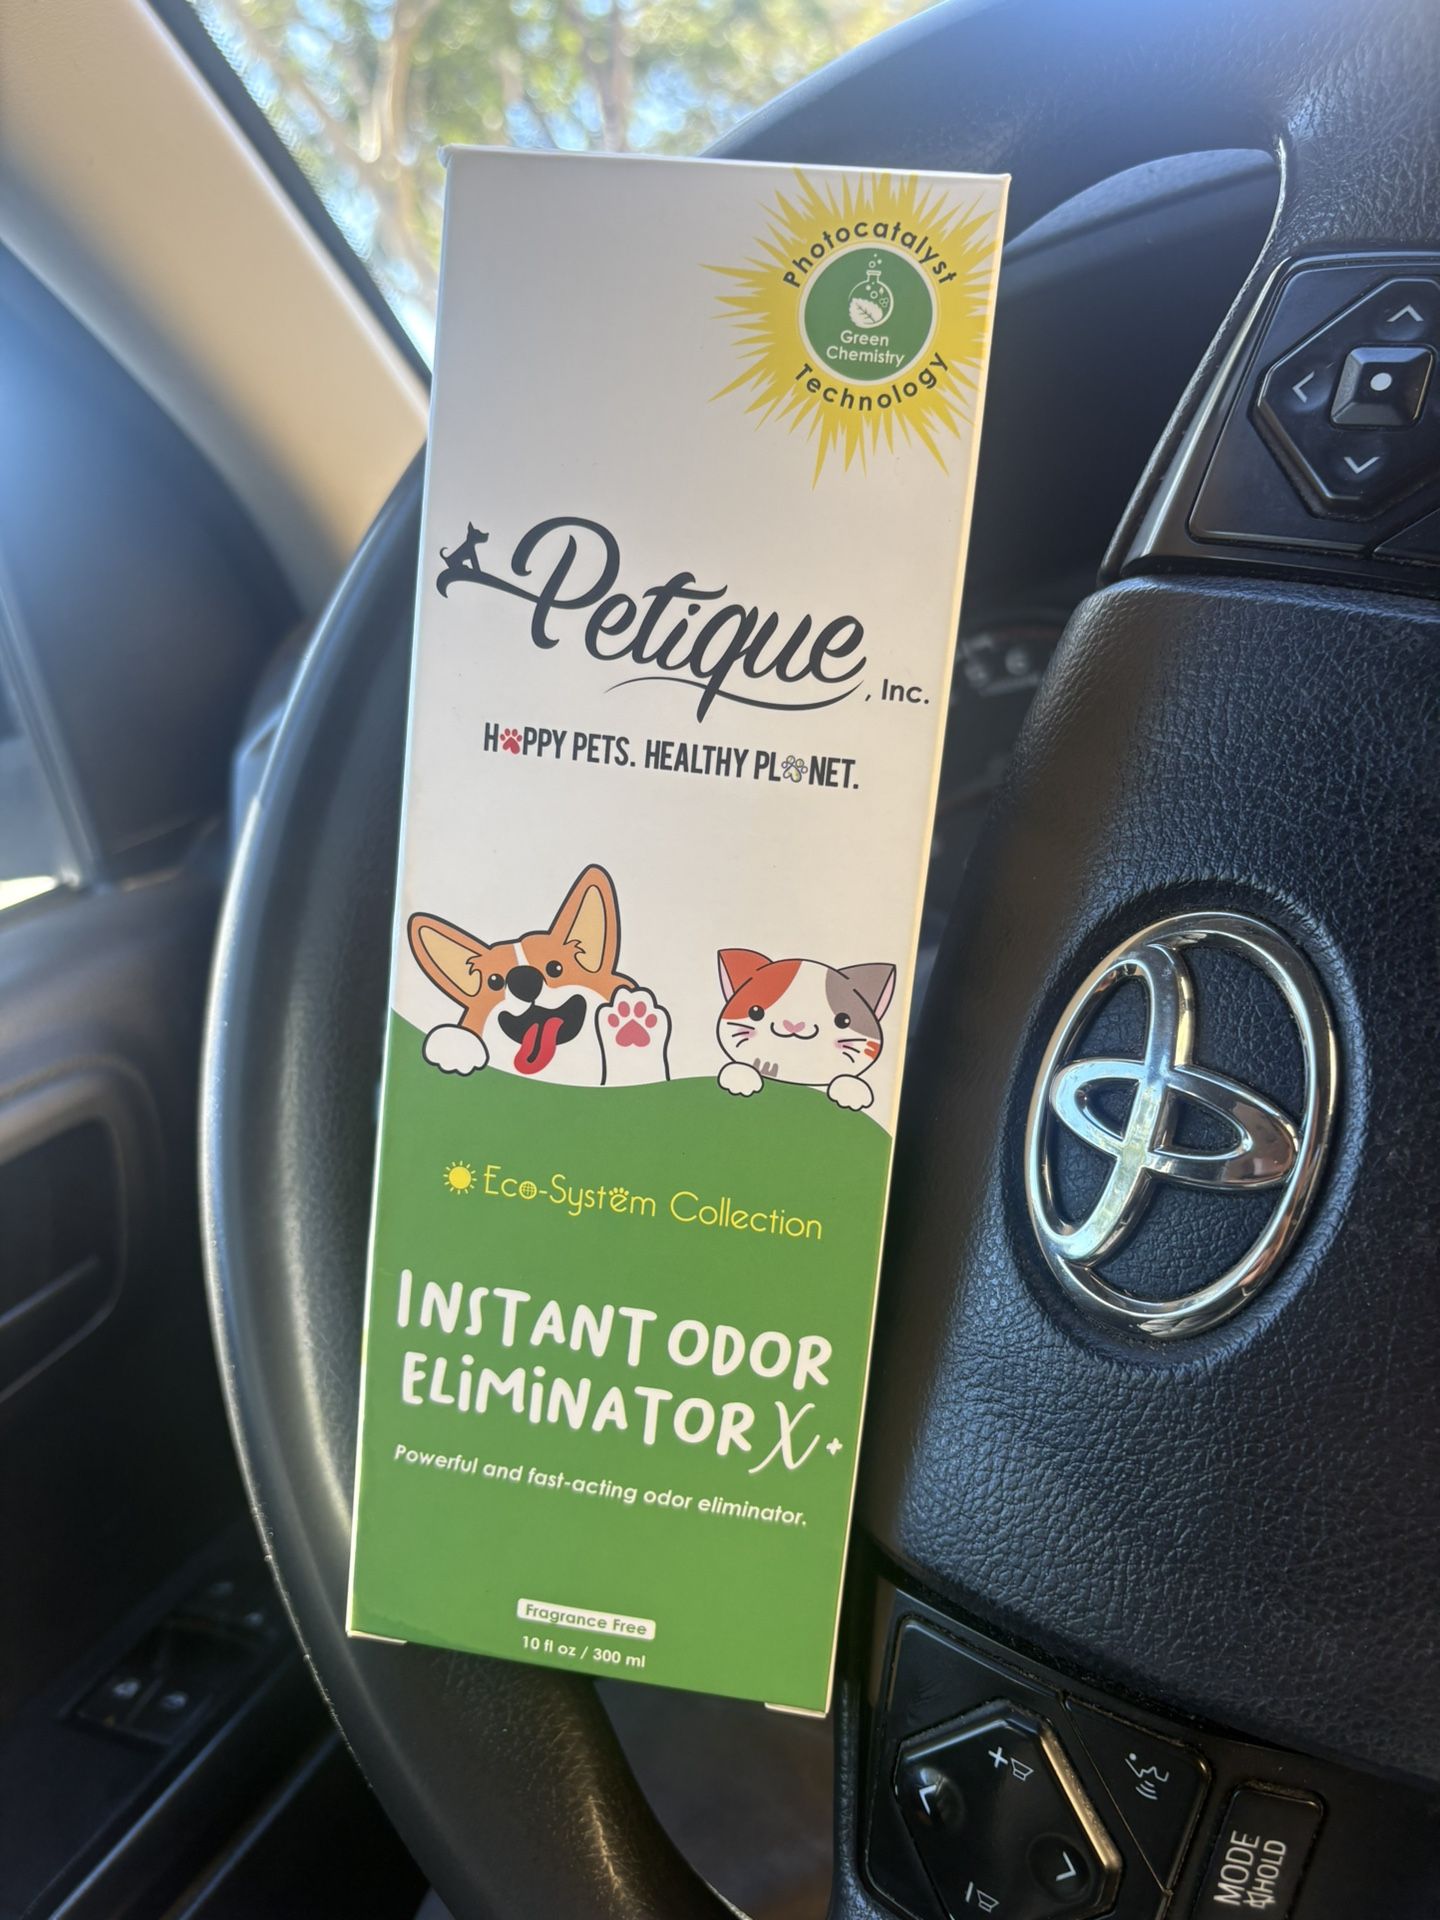 Photocatalyst
Green
Chemistry
Technology
Petique, Inc.
HAPPY PETS. HEALTHY PLANET.
Eco-System Collection
INSTANT ODOR
ELiMiNATOR X+
Powerful and fast-acting odor eliminator.
Fragrance Free
10 fl oz / 300 ml
MODE
HOLD